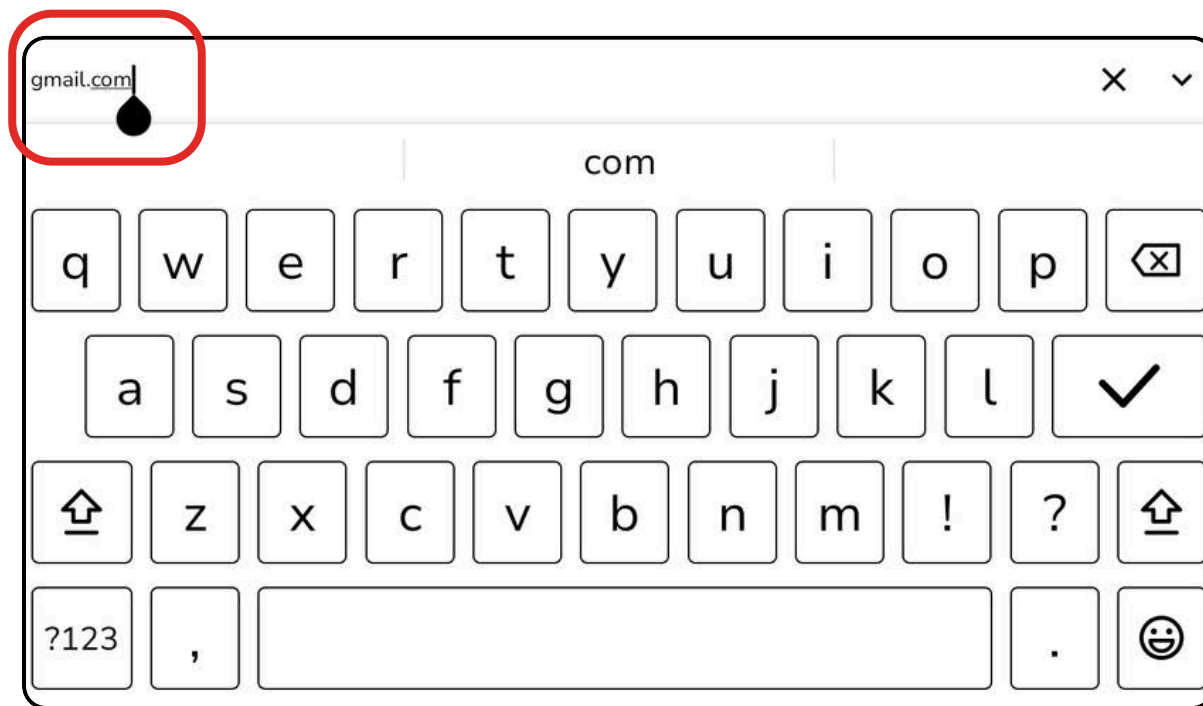 gmail.com
com
q w e r t y u i o p
a s d f g h j k l
z x c v b n m ! ?
?123 , .